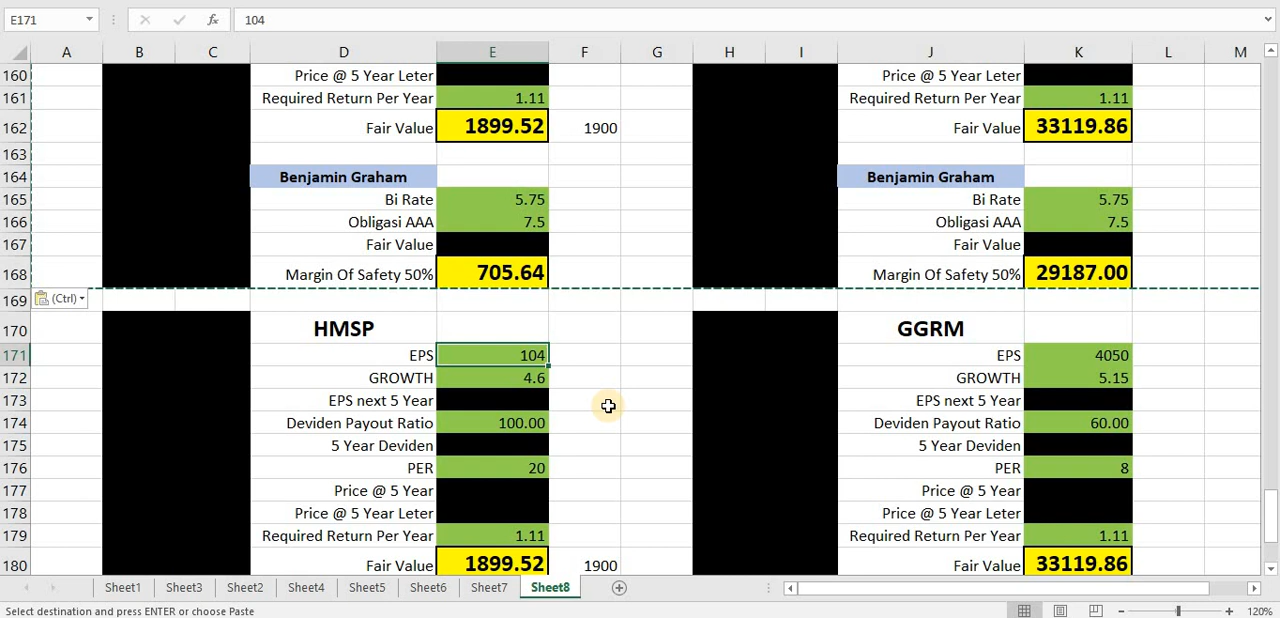 E171 fx 104
A B C D E F G H I J K L M
160 Price @ 5 Year Leter Price @ 5 Year Leter
161 Required Return Per Year 1.11 Required Return Per Year 1.11
162 Fair Value 1899.52 1900 Fair Value 33119.86
163
164 Benjamin Graham Benjamin Graham
165 Bi Rate 5.75 Bi Rate 5.75
166 Obligasi AAA 7.5 Obligasi AAA 7.5
167 Fair Value Fair Value
168 Margin Of Safety 50% 705.64 Margin Of Safety 50% 29187.00
169 (Ctrl)
170 HMSP GGRM
171 EPS 104 EPS 4050
172 GROWTH 4.6 GROWTH 5.15
173 EPS next 5 Year EPS next 5 Year
174 Deviden Payout Ratio 100.00 Deviden Payout Ratio 60.00
175 5 Year Deviden 5 Year Deviden
176 PER 20 PER 8
177 Price @ 5 Year Price @ 5 Year
178 Price @ 5 Year Leter Price @ 5 Year Leter
179 Required Return Per Year 1.11 Required Return Per Year 1.11
180 Fair Value 1899.52 1900 Fair Value 33119.86
Sheet1 Sheet3 Sheet2 Sheet4 Sheet5 Sheet6 Sheet7 Sheet8
Select destination and press ENTER or choose Paste 120%